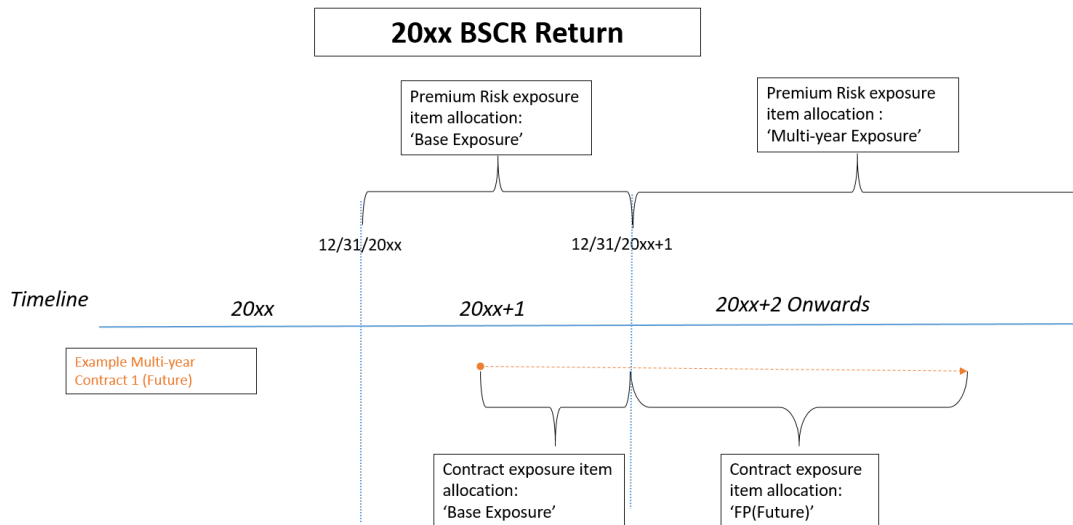 20xx BSCR Return
Premium Risk exposure
item allocation:
‘Base Exposure’
Premium Risk exposure
item allocation :
‘Multi-year Exposure’
12/31/20xx
12/31/20xx+1
Timeline
20xx
20xx+1
20xx+2 Onwards
Example Multi-year
Contract 1 (Future)
Contract exposure item
allocation:
‘Base Exposure’
Contract exposure
item allocation:
‘FP(Future)’